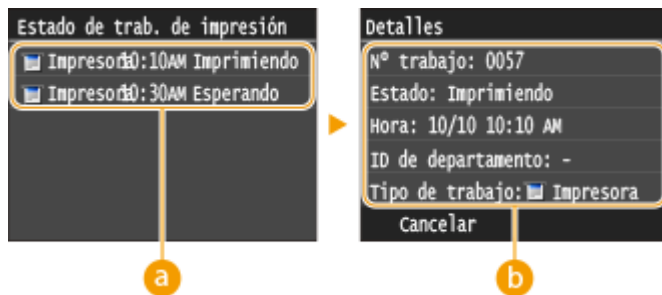 Estado de trab. de impresión
Impresora 10:10AM Imprimiendo
Impresora 10:30AM Esperando
a
Detalles
Nº trabajo: 0057
Estado: Imprimiendo
Hora: 10/10 10:10 AM
ID de departamento: -
Tipo de trabajo: Impresora
Cancelar
b